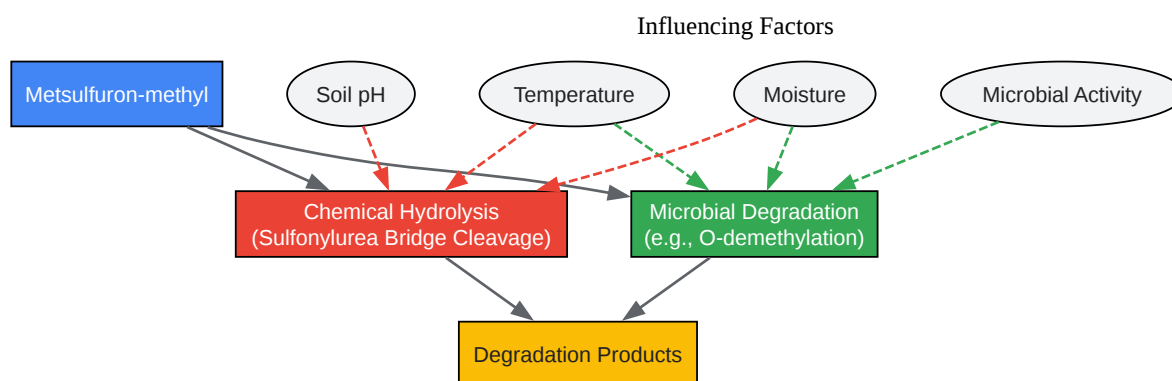 Influencing Factors
Metsulfuron-methyl
Soil pH
Temperature
Moisture
Microbial Activity
Chemical Hydrolysis
(Sulfonylurea Bridge Cleavage)
Microbial Degradation
(e.g., O-demethylation)
Degradation Products